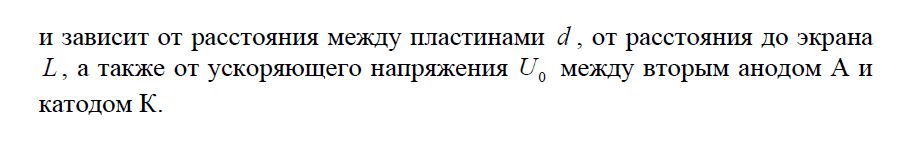 и зависит от расстояния между пластинами d , от расстояния до экрана
L , а также от ускоряющего напряжения U₀ между вторым анодом А и
катодом К.